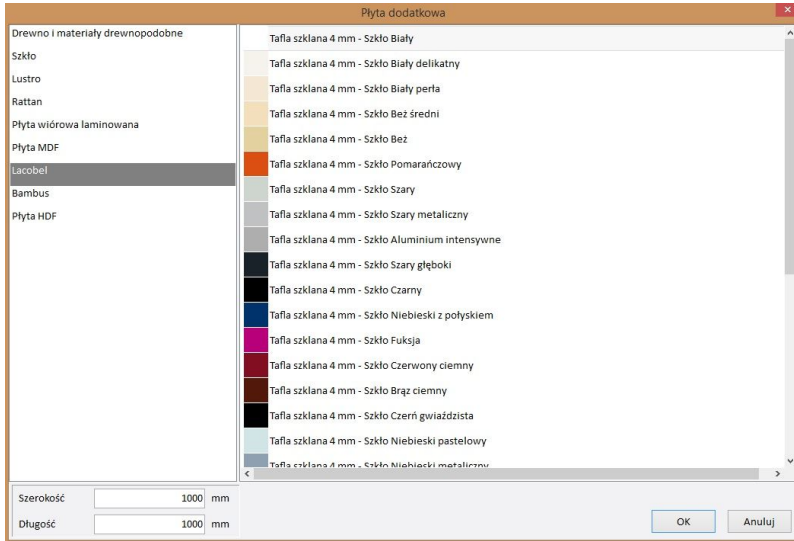 Płyta dodatkowa
Drewno i materiały drewnopodobne
Szkło
Lustro
Rattan
Płyta wiórowa laminowana
Płyta MDF
Lacobel
Bambus
Płyta HDF
Tafla szklana 4 mm - Szkło Biały
Tafla szklana 4 mm - Szkło Biały delikatny
Tafla szklana 4 mm - Szkło Biały perła
Tafla szklana 4 mm - Szkło Beż średni
Tafla szklana 4 mm - Szkło Beż
Tafla szklana 4 mm - Szkło Pomarańczowy
Tafla szklana 4 mm - Szkło Szary
Tafla szklana 4 mm - Szkło Szary metaliczny
Tafla szklana 4 mm - Szkło Aluminium intensywne
Tafla szklana 4 mm - Szkło Szary głęboki
Tafla szklana 4 mm - Szkło Czarny
Tafla szklana 4 mm - Szkło Niebieski z połyskiem
Tafla szklana 4 mm - Szkło Fuksja
Tafla szklana 4 mm - Szkło Czerwony ciemny
Tafla szklana 4 mm - Szkło Brąz ciemny
Tafla szklana 4 mm - Szkło Czerń gwiaździsta
Tafla szklana 4 mm - Szkło Niebieski pastelowy
Tafla szklana 4 mm - Szkło Niebieski metaliczny
Szerokość 1000 mm
Długość 1000 mm
OK Anuluj